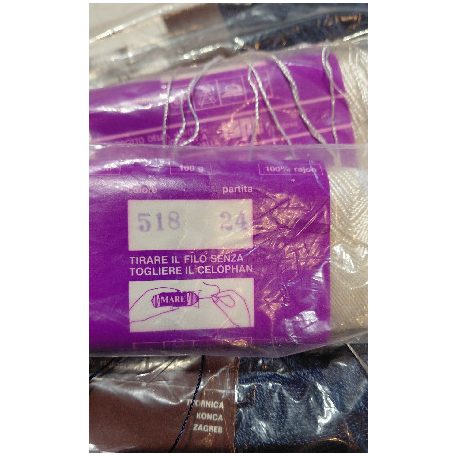 100 g 100% rajon
colore partita
518 24
TIRARE IL FILO SENZA
TOGLIERE IL CELOPHAN
MARE
TVORNICA
KONCA
ZAGREB